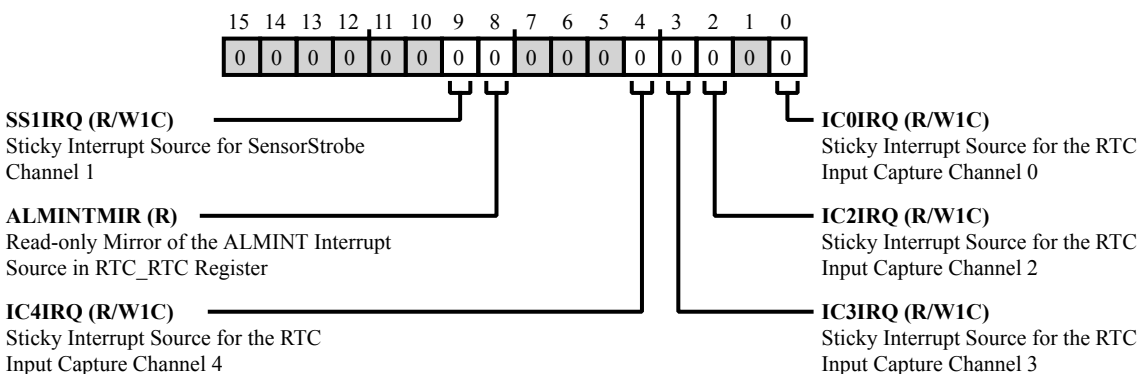 15 14 13 12 11 10 9 8 7 6 5 4 3 2 1 0
0 0 0 0 0 0 0 0 0 0 0 0 0 0 0 0
SS1IRQ (R/W1C)
Sticky Interrupt Source for SensorStrobe
Channel 1
ALMINTMIR (R)
Read-only Mirror of the ALMINT Interrupt
Source in RTC_RTC Register
IC4IRQ (R/W1C)
Sticky Interrupt Source for the RTC
Input Capture Channel 4
IC0IRQ (R/W1C)
Sticky Interrupt Source for the RTC
Input Capture Channel 0
IC2IRQ (R/W1C)
Sticky Interrupt Source for the RTC
Input Capture Channel 2
IC3IRQ (R/W1C)
Sticky Interrupt Source for the RTC
Input Capture Channel 3